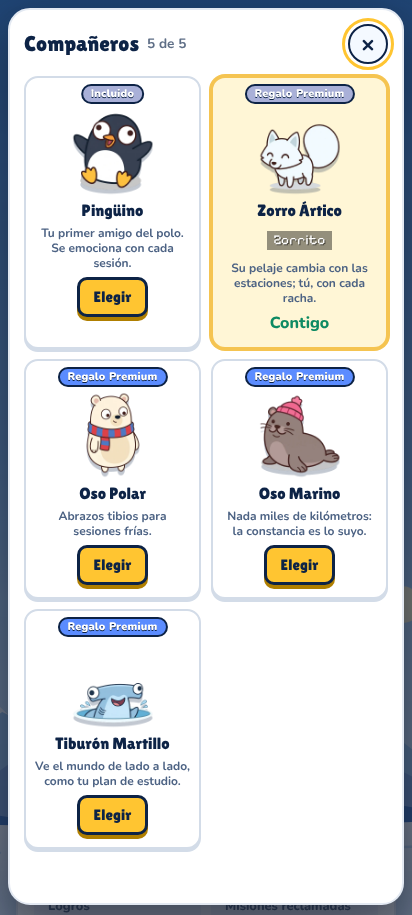 Compañeros 5 de 5
×
Incluido
Pingüino
Tu primer amigo del polo.
Se emociona con cada
sesión.
Elegir
Regalo Premium
Zorro Ártico
Zorrito
Su pelaje cambia con las
estaciones; tú, con cada
racha.
Contigo
Regalo Premium
Oso Polar
Abrazos tibios para
sesiones frías.
Elegir
Regalo Premium
Oso Marino
Nada miles de kilómetros:
la constancia es lo suyo.
Elegir
Regalo Premium
Tiburón Martillo
Ve el mundo de lado a lado,
como tu plan de estudio.
Elegir
Logros
Misiones reclamadas